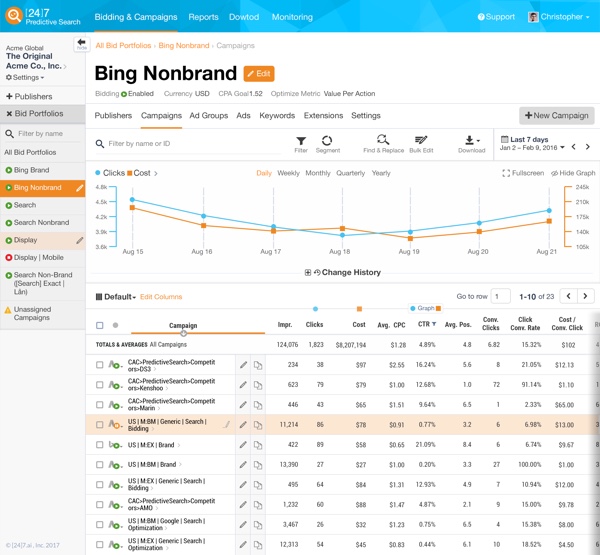 [24]7
Predictive Search
Bidding & Campaigns Reports Dowtod Monitoring
Support Christopher
Acme Global
The Original
Acme Co., Inc. >
Settings
Publishers
Bid Portfolios
Filter by name
All Bid Portfolios
Bing Brand
Bing Nonbrand
Search
Search Nonbrand
Display
Display | Mobile
Search Non-Brand
([Search] Exact |
Län)
Unassigned
Campaigns
© [24]7.ai , Inc. 2017
All Bid Portfolios › Bing Nonbrand › Campaigns
Bing Nonbrand Edit
Bidding Enabled Currency USD CPA Goal 1.52 Optimize Metric Value Per Action
Publishers Campaigns Ad Groups Ads Keywords Extensions Settings
+New Campaign
Filter by name or ID
Filter Segment Find & Replace Bulk Edit Download
Last 7 days
Jan 2 – Feb 9, 2016
Clicks Cost >
Daily Weekly Monthly Quarterly Yearly
Fullscreen Hide Graph
4.8k 245k
4.2k 175k
3.9k 140k
3.6k 105k
Aug 15 Aug 16 Aug 17 Aug 18 Aug 19 Aug 20 Aug 21
Change History
Default Edit Columns
Go to row 1 1-10 of 23
Graph
Campaign Impr. Clicks Cost Avg. CPC CTR ▼ Avg. Pos. Conv. Clicks Click Conv. Rate Cost / Conv. Click
TOTALS & AVERAGES All Campaigns 124,076 1,823 $8,207,194 $1.28 4.89% 4.8 6.82 15.37% $102
CAC>PredictiveSearch>Competit
ors>DS3 234 38 $97 $2.55 16.24% 5.6 8 21.05% $12.13
CAC>PredictiveSearch>Competit
ors>Kenshoo 623 79 $79 $1.00 12.68% 1.0 72 91.14% $1.10
CAC>PredictiveSearch>Competit
ors>Marin 446 43 $65 $1.51 9.64% 1.5 1 2.33% $65.00
US | M:BM | Generic | Search |
Bidding 11,214 86 $78 $0.91 0.77% 3.2 6 6.98% $13.00
US | M:EX | Brand 422 89 $58 $0.65 21.09% 8.4 6 6.74% $9.67
US | M:BM | Brand 13,390 27 $27 $1.00 0.20% 3.3 27 100.00% $1.00
US | M:EX | Generic | Search |
Bidding 495 64 $84 $1.31 12.93% 4.9 7 10.94% $12.00
CAC>PredictiveSearch>Competit
ors>AMO 1,232 60 $88 $1.47 4.87% 2.1 9 15.00% $9.78
US | M:BM | Google | Search |
Optimization 3,467 26 $32 $1.23 0.75% 6.5 4 15.38% $8.00
US | M:EX | Generic | Search |
Optimization 12,313 54 $45 $0.83 0.44% 6.1 10 18.52% $4.50